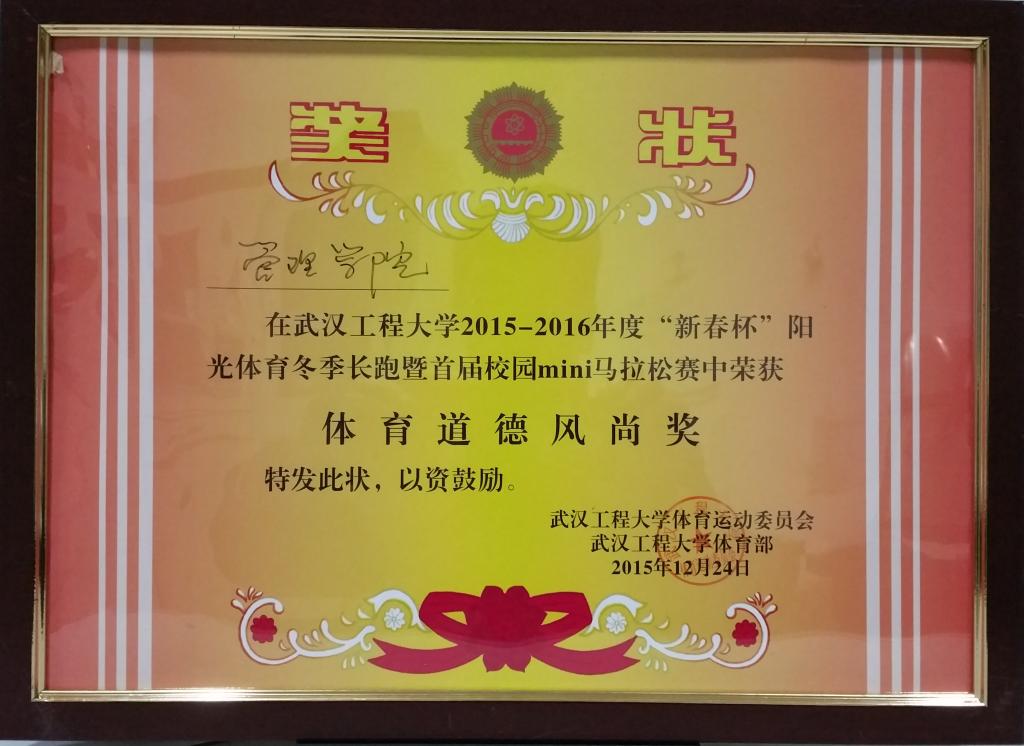 奖 状
管理学院
在武汉工程大学2015-2016年度“新春杯”阳
光体育冬季长跑暨首届校园mini马拉松赛中荣获
体育道德风尚奖
特发此状，以资鼓励。
武汉工程大学体育运动委员会
武汉工程大学体育部
2015年12月24日